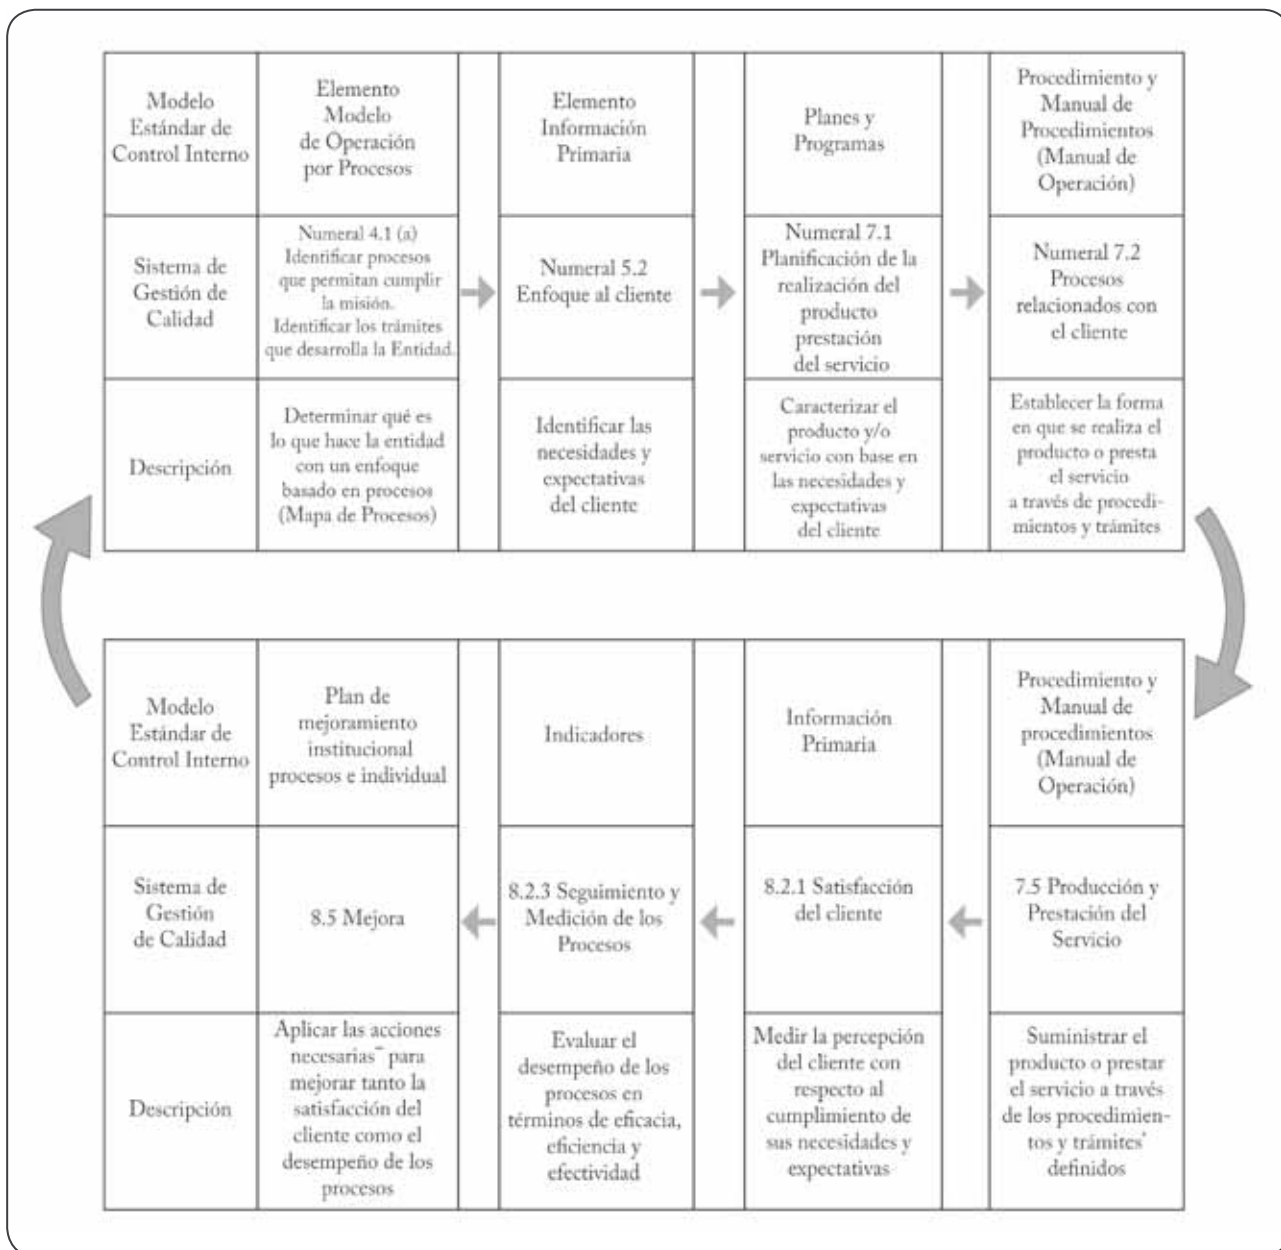 Modelo
Estándar de
Control Interno
Elemento
Modelo
de Operación
por Procesos
Elemento
Información
Primaria
Planes y
Programas
Procedimiento y
Manual de
Procedimientos
(Manual de
Operación)
Sistema de
Gestión de
Calidad
Numeral 4.1 (a)
Identificar procesos
que permitan cumplir
la misión.
Identificar los trámites
que desarrolla la Entidad.
Numeral 5.2
Enfoque al cliente
Numeral 7.1
Planificación de la
realización del
producto
prestación
del servicio
Numeral 7.2
Procesos
relacionados con
el cliente
Descripción
Determinar qué es
lo que hace la entidad
con un enfoque
basado en procesos
(Mapa de Procesos)
Identificar las
necesidades y
expectativas
del cliente
Caracterizar el
producto y/o
servicio con base en
las necesidades y
expectativas
del cliente
Establecer la forma
en que se realiza el
producto o presta
el servicio
a través de procedi-
mientos y trámites
Modelo
Estándar de
Control Interno
Plan de
mejoramiento
institucional
procesos e individual
Indicadores
Información
Primaria
Procedimiento y
Manual de
procedimientos
(Manual de
Operación)
Sistema de
Gestión
de Calidad
8.5 Mejora
8.2.3 Seguimiento y
Medición de los
Procesos
8.2.1 Satisfacción
del cliente
7.5 Producción y
Prestación del
Servicio
Descripción
Aplicar las acciones
necesarias¨ para
mejorar tanto la
satisfacción del
cliente como el
desempeño de los
procesos
Evaluar el
desempeño de los
procesos en
términos de eficacia,
eficiencia y
efectividad
Medir la percepción
del cliente con
respecto al
cumplimiento de
sus necesidades y
expectativas
Suministrar el
producto o prestar
el servicio a través
de los procedimien-
tos y trámites*
definidos